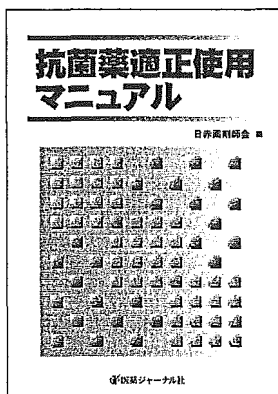 抗菌薬適正使用
マニュアル
日赤薬剤師会 編
医薬ジャーナル社